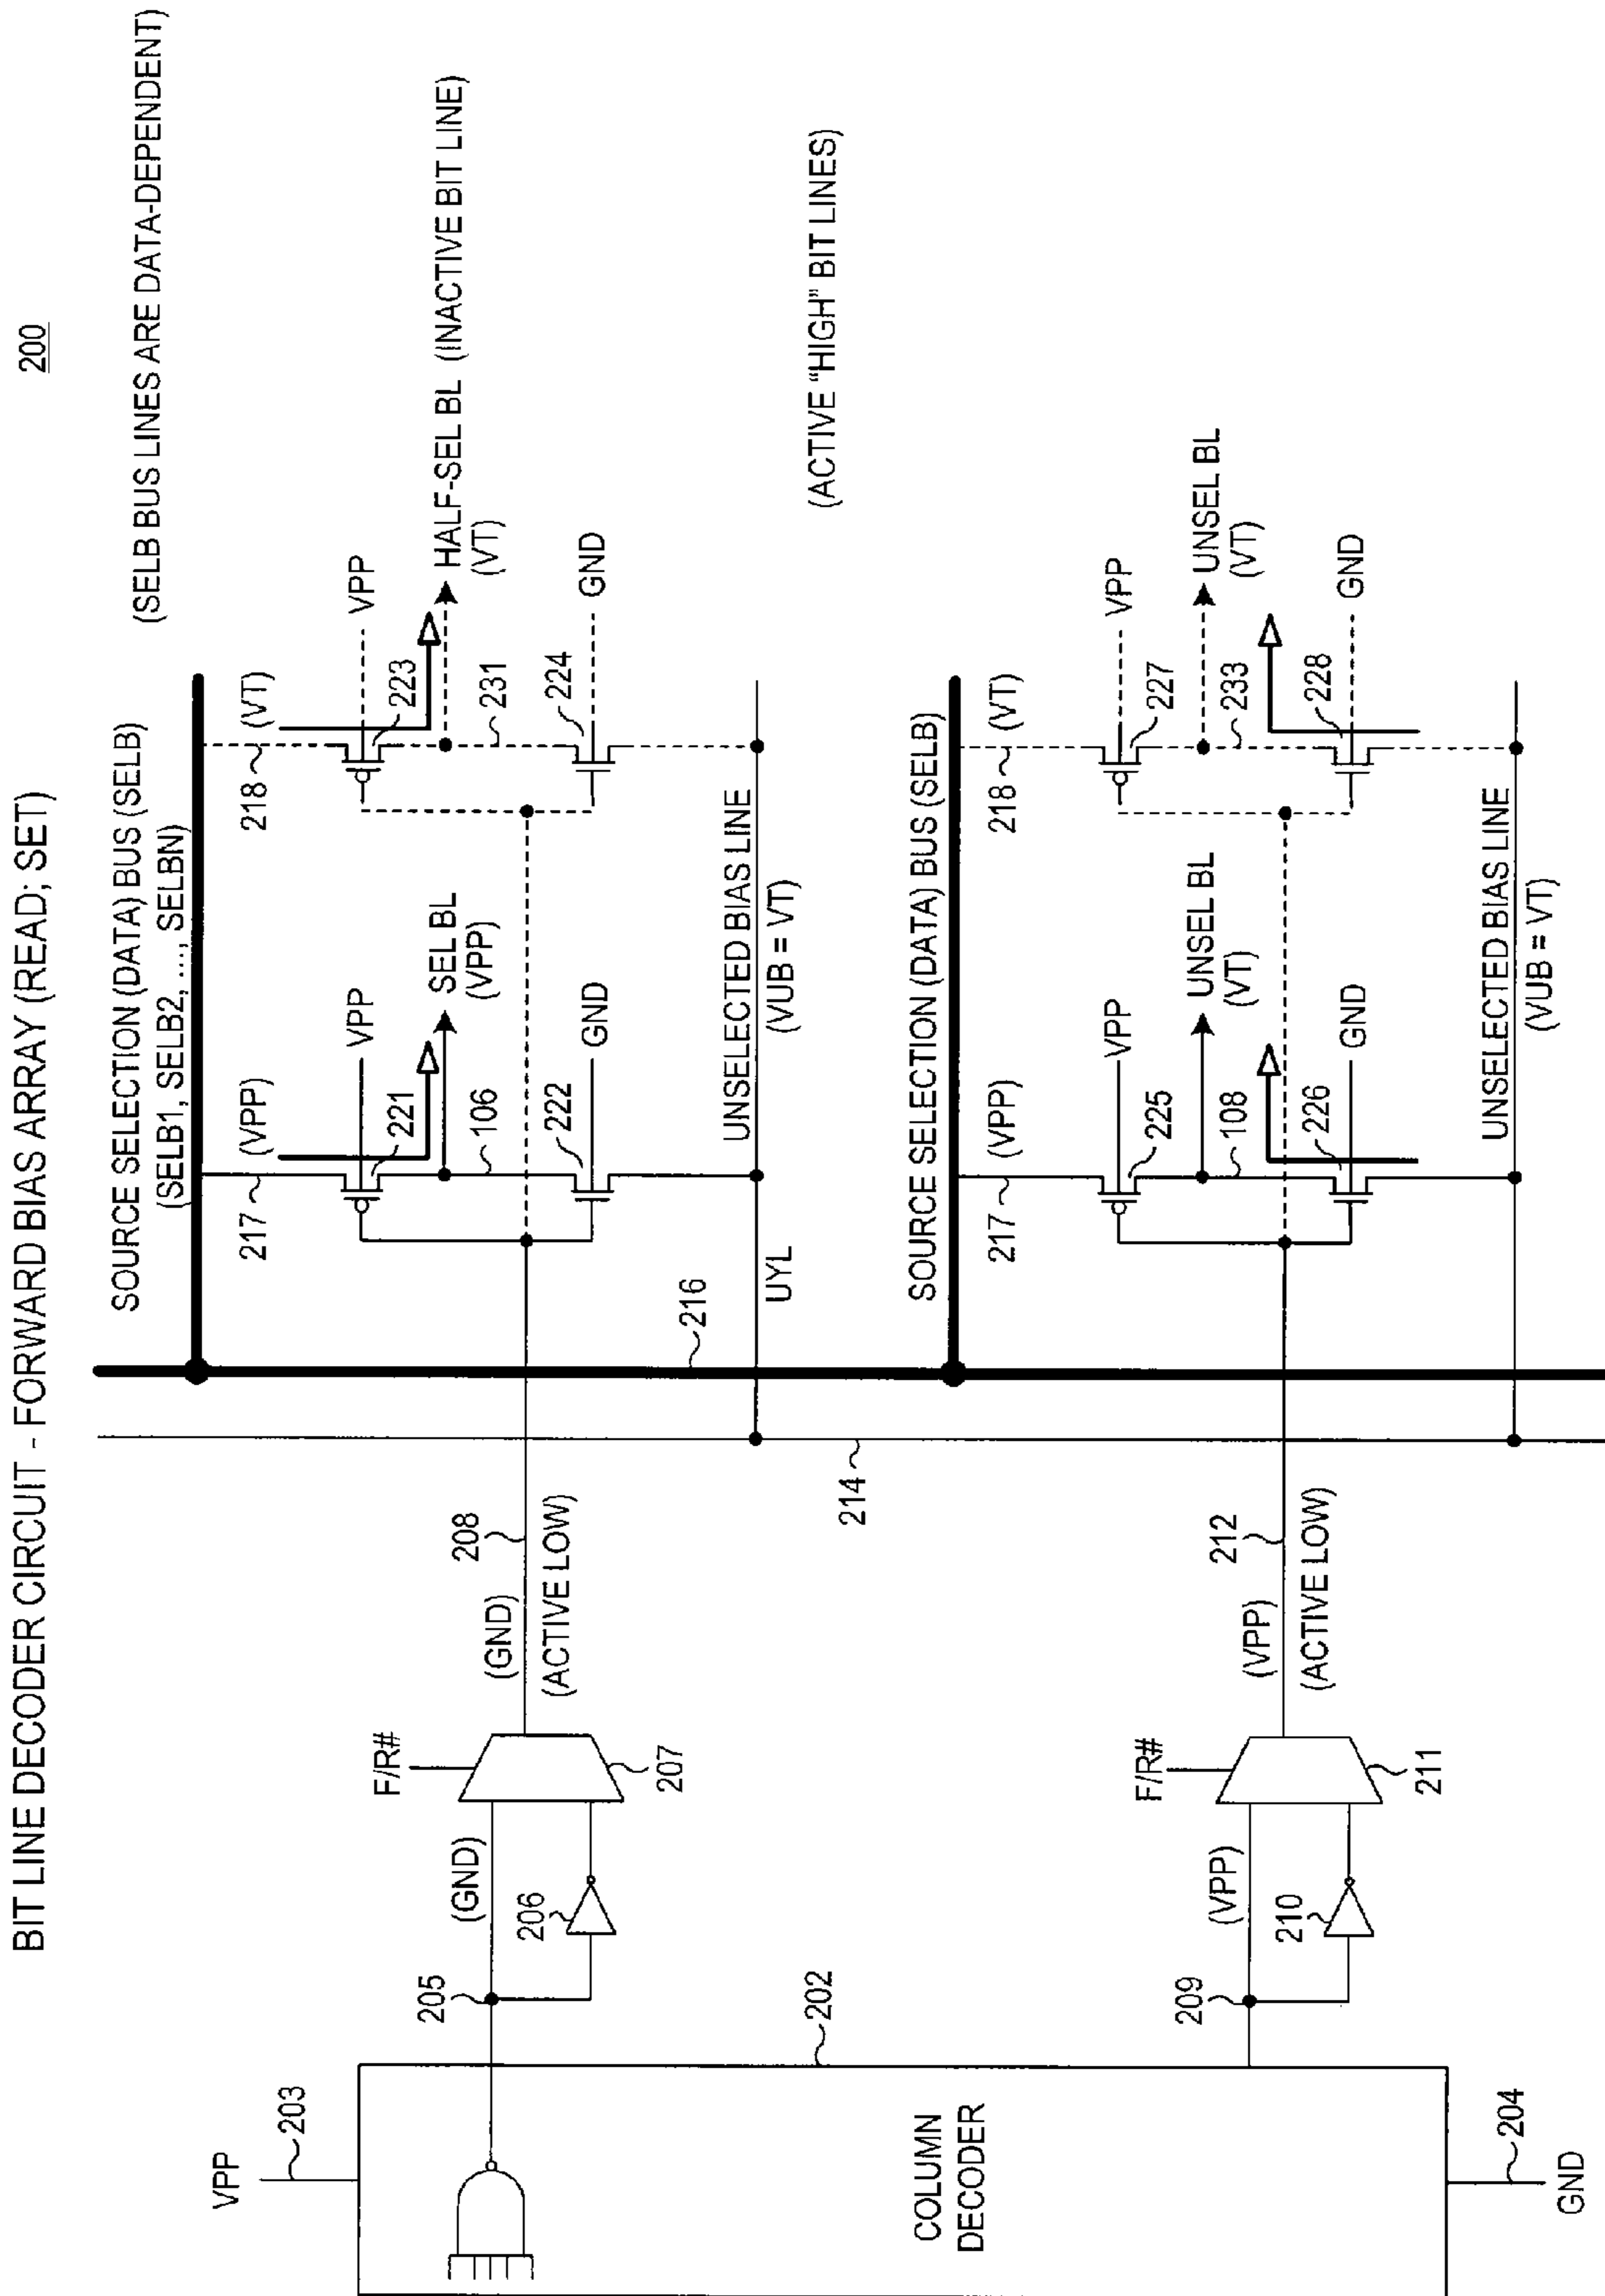 BIT LINE DECODER CIRCUIT - FORWARD BIAS ARRAY (READ; SET)
200
(SELB BUS LINES ARE DATA-DEPENDENT)
SOURCE SELECTION (DATA) BUS (SELB)
(SELB1, SELB2, ..., SELBN)
VPP
203
COLUMN
DECODER
202
204
GND
205
(GND)
206
F/R#
207
(GND)
208
(ACTIVE LOW)
214
216
217
(VPP)
221
VPP
SEL BL
(VPP)
106
222
GND
218
(VT)
223
VPP
HALF-SEL BL (INACTIVE BIT LINE)
(VT)
231
224
GND
UYL
UNSELECTED BIAS LINE
(VUB = VT)
(ACTIVE "HIGH" BIT LINES)
209
(VPP)
210
F/R#
211
(VPP)
212
(ACTIVE LOW)
SOURCE SELECTION (DATA) BUS (SELB)
217
(VPP)
225
VPP
UNSEL BL
(VT)
108
226
GND
218
(VT)
227
VPP
UNSEL BL
(VT)
233
228
GND
UNSELECTED BIAS LINE
(VUB = VT)